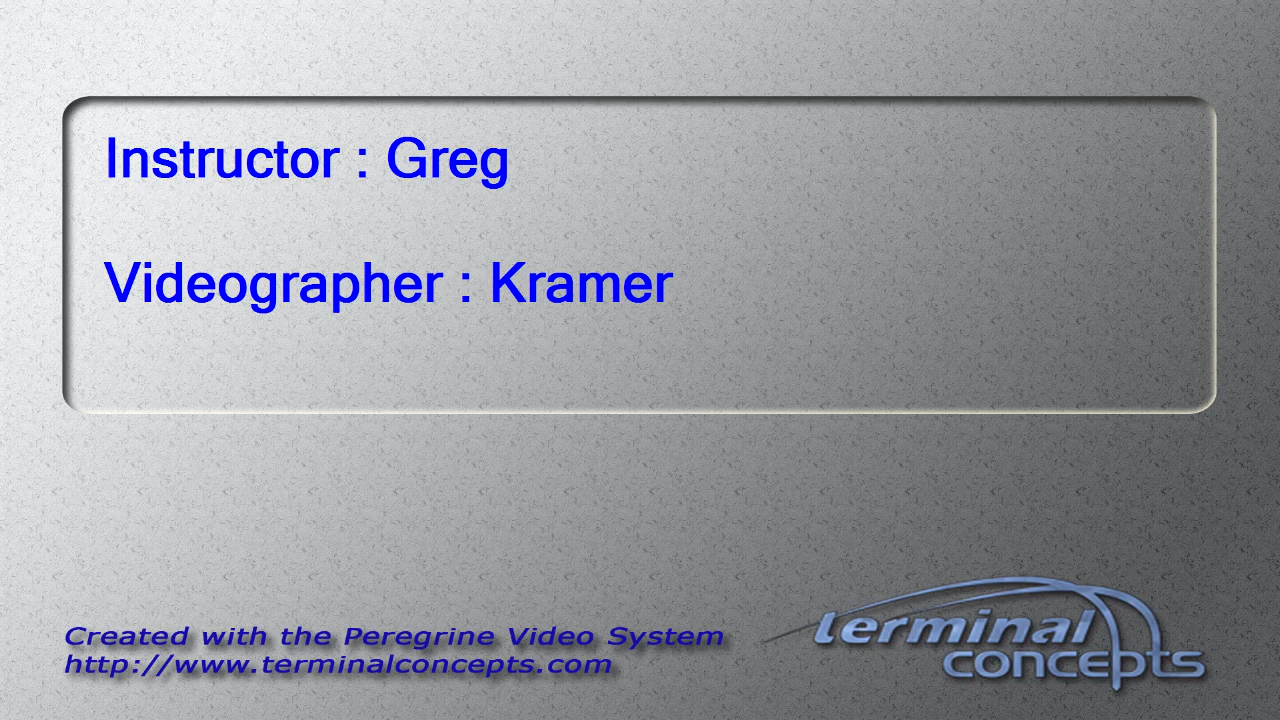 Instructor : Greg
Videographer : Kramer
Created with the Peregrine Video System
http://www.terminalconcepts.com
terminal
concepts